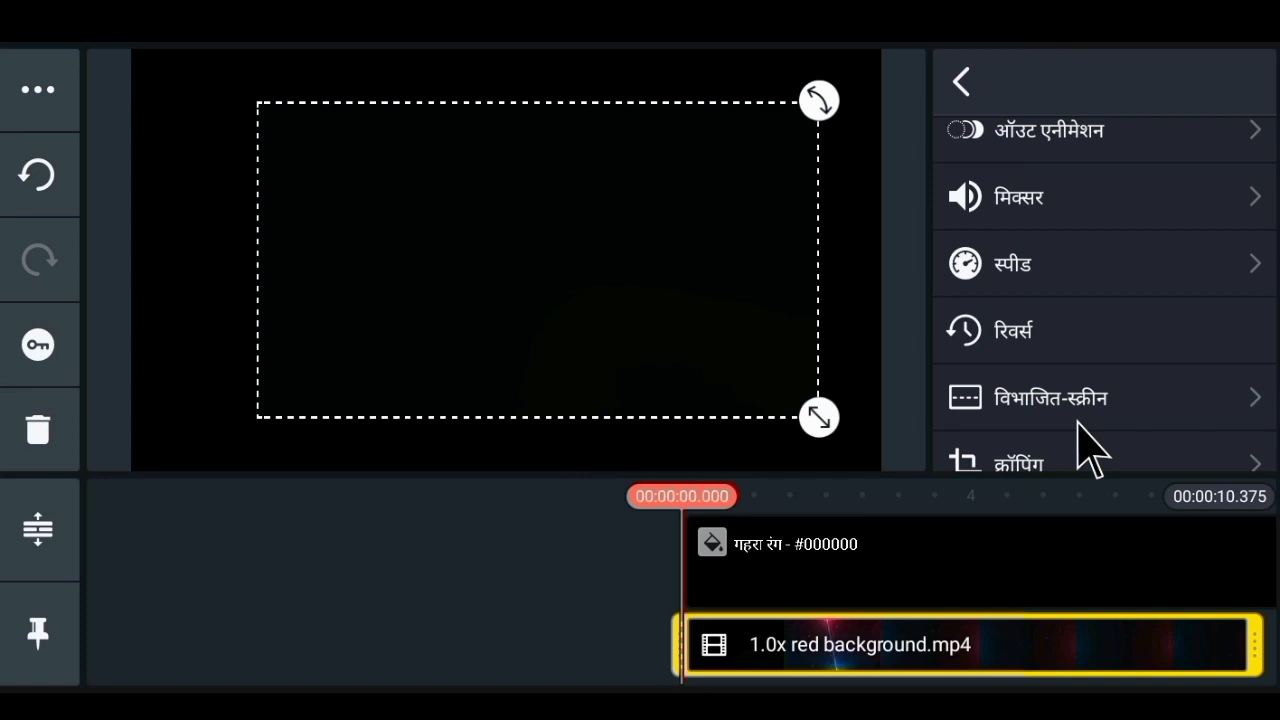 ऑउट एनीमेशन
मिक्सर
स्पीड
रिवर्स
विभाजित-स्क्रीन
क्रॉपिंग
00:00:00.000
4
00:00:10.375
गहरा रंग - #000000
1.0x red background.mp4